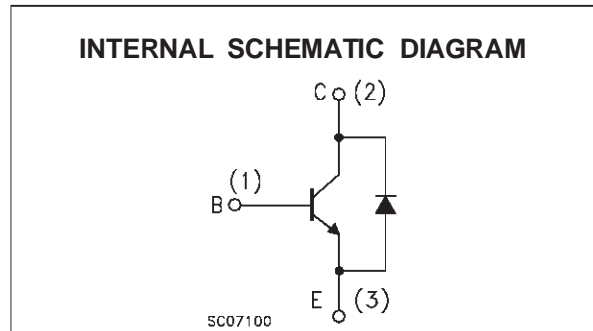 INTERNAL SCHEMATIC DIAGRAM
C (2)
(1)
B
E (3)
SC07100